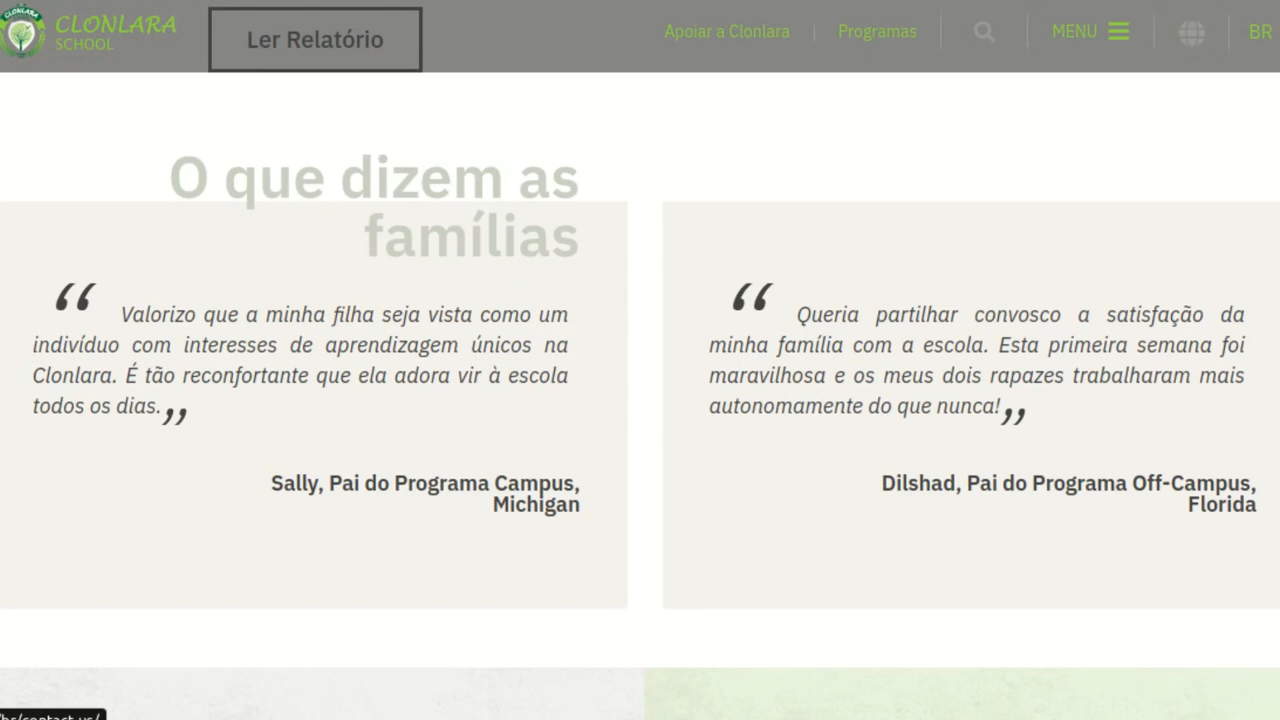 CLONLARA
SCHOOL
Ler Relatório
Apoiar a Clonlara
Programas
MENU
BR
O que dizem as
famílias
“ Valorizo que a minha filha seja vista como um
indivíduo com interesses de aprendizagem únicos na
Clonlara. É tão reconfortante que ela adora vir à escola
todos os dias.”
Sally, Pai do Programa Campus,
Michigan
“ Queria partilhar convosco a satisfação da
minha família com a escola. Esta primeira semana foi
maravilhosa e os meus dois rapazes trabalharam mais
autonomamente do que nunca!”
Dilshad, Pai do Programa Off-Campus,
Florida
/br/contact-us/